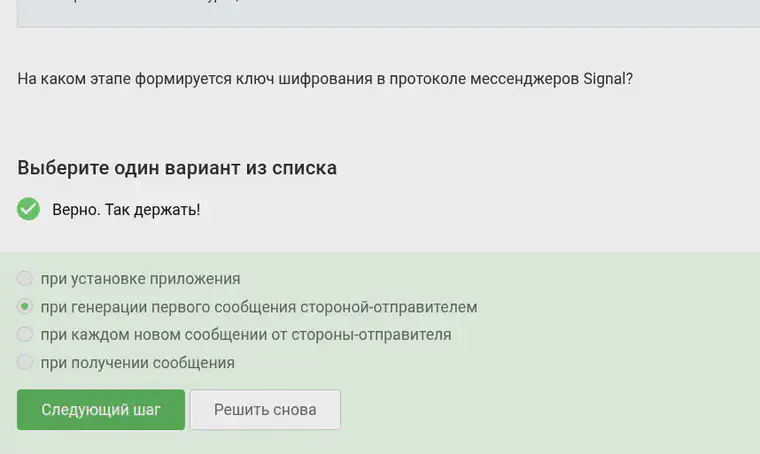 На каком этапе формируется ключ шифрования в протоколе мессенджеров Signal?
Выберите один вариант из списка
Верно. Так держать!
при установке приложения
при генерации первого сообщения стороной-отправителем
при каждом новом сообщении от стороны-отправителя
при получении сообщения
Следующий шаг
Решить снова